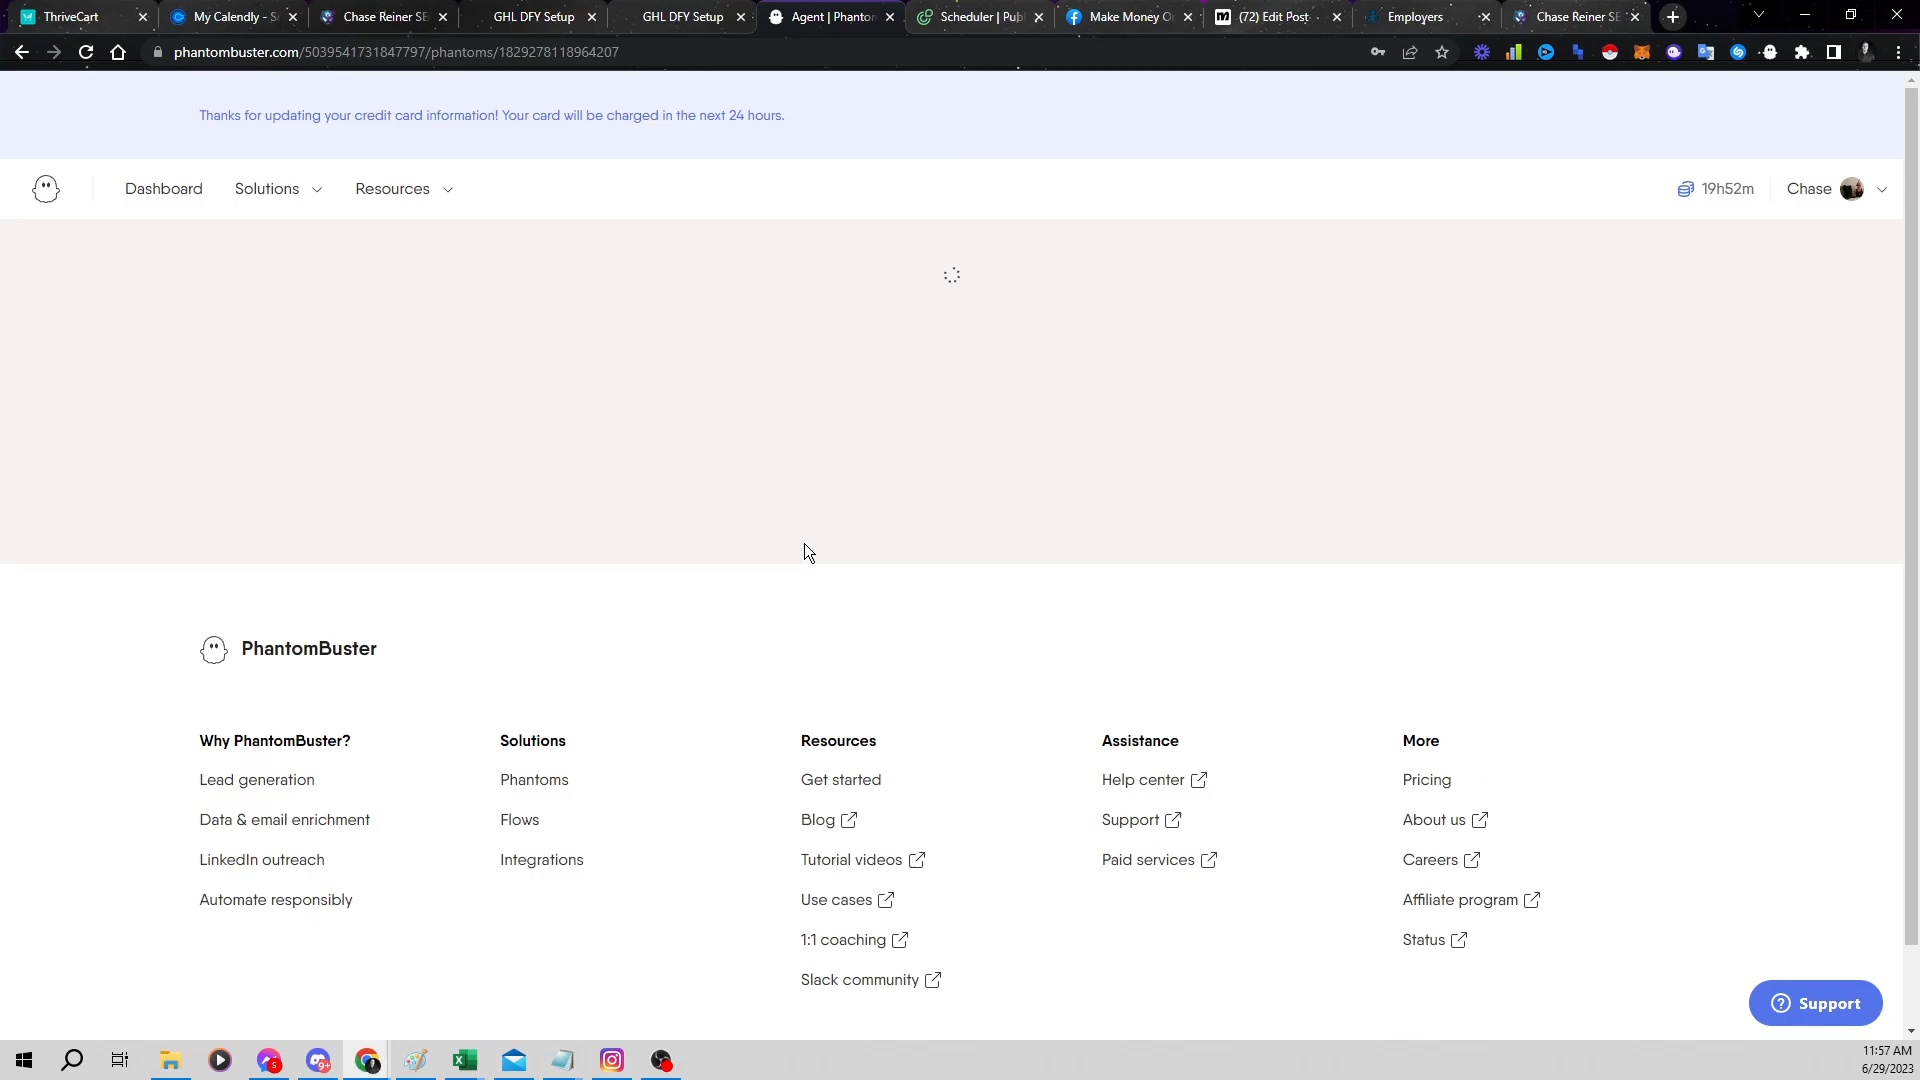 ThriveCart
My Calendly - S
Chase Reiner SE
GHL DFY Setup
GHL DFY Setup
Agent | Phantom
Scheduler | Pub
Make Money O
(72) Edit Post
Employers
Chase Reiner SE
phantombuster.com/5039541731847797/phantoms/1829278118964207
Thanks for updating your credit card information! Your card will be charged in the next 24 hours.
Dashboard
Solutions
Resources
19h52m
Chase
PhantomBuster
Why PhantomBuster?
Lead generation
Data & email enrichment
LinkedIn outreach
Automate responsibly
Solutions
Phantoms
Flows
Integrations
Resources
Get started
Blog
Tutorial videos
Use cases
1:1 coaching
Slack community
Assistance
Help center
Support
Paid services
More
Pricing
About us
Careers
Affiliate program
Status
Support
5
9+
11:57 AM
6/29/2023